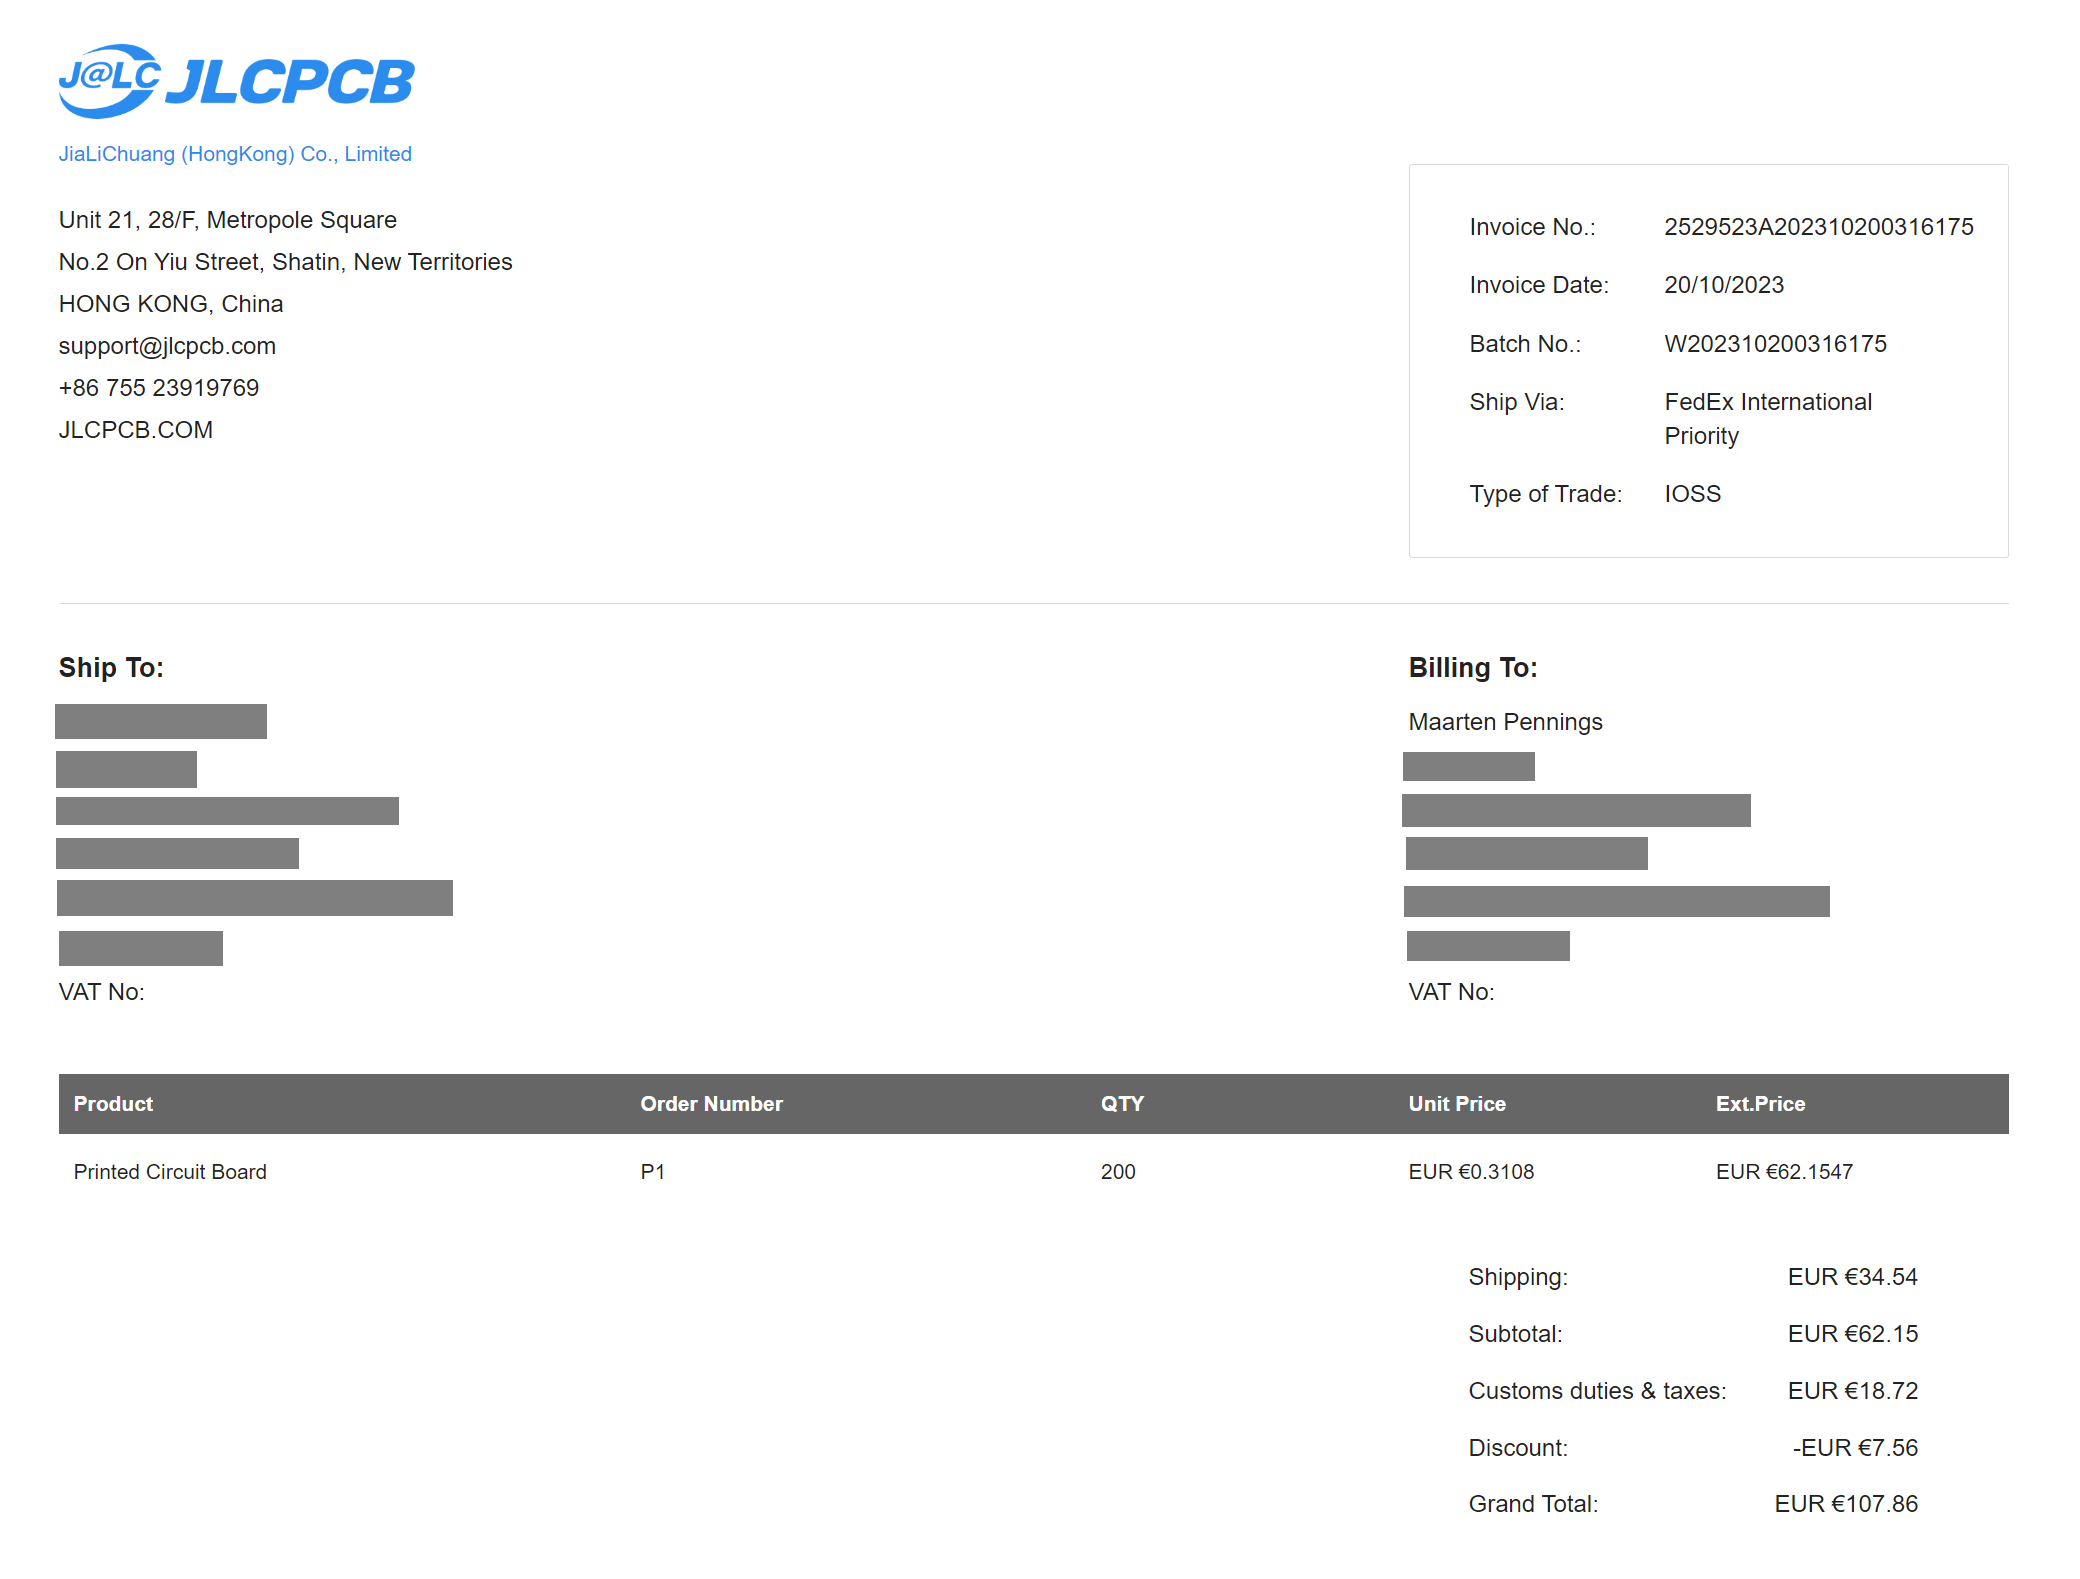 J@LC JLCPCB
JiaLiChuang (HongKong) Co., Limited
Unit 21, 28/F, Metropole Square
No.2 On Yiu Street, Shatin, New Territories
HONG KONG, China
support@jlcpcb.com
+86 755 23919769
JLCPCB.COM
Invoice No.: 2529523A202310200316175
Invoice Date: 20/10/2023
Batch No.: W202310200316175
Ship Via: FedEx International
Priority
Type of Trade: IOSS
Ship To:
VAT No:
Billing To:
Maarten Pennings
VAT No:
Product Order Number QTY Unit Price Ext.Price
Printed Circuit Board P1 200 EUR €0.3108 EUR €62.1547
Shipping: EUR €34.54
Subtotal: EUR €62.15
Customs duties & taxes: EUR €18.72
Discount: -EUR €7.56
Grand Total: EUR €107.86